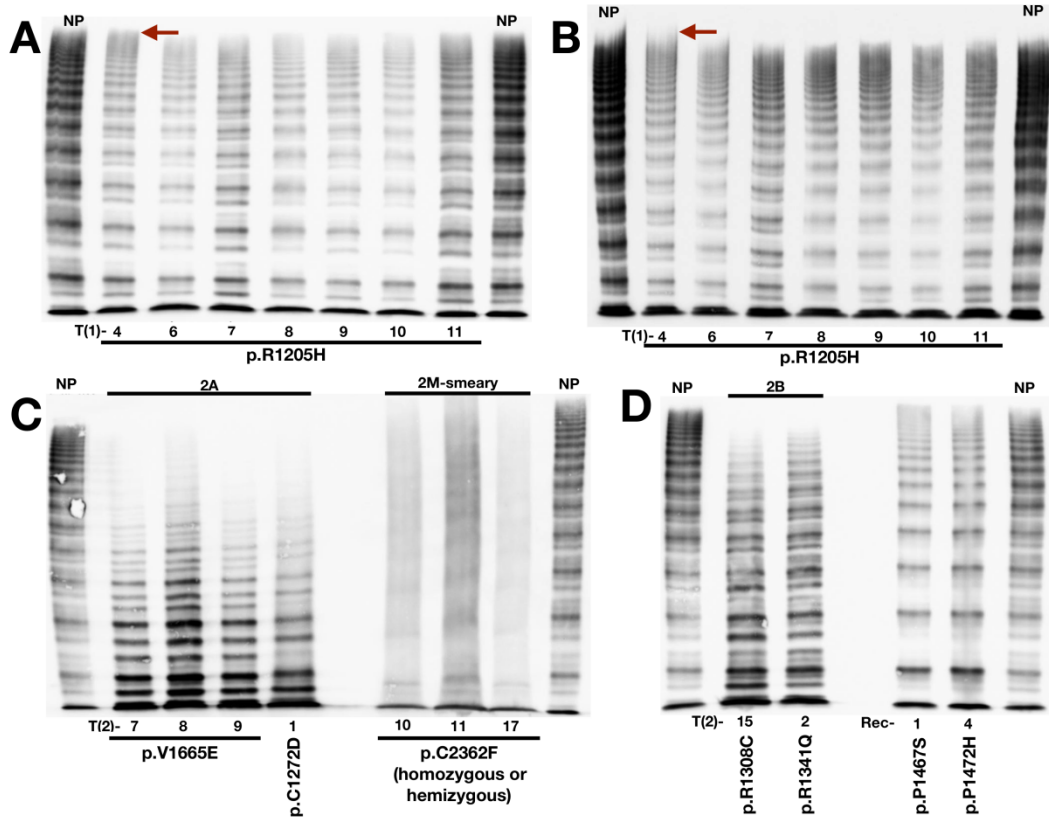 A
NP
NP
T(1)- 4 6 7 8 9 10 11
p.R1205H
B
NP
NP
T(1)- 4 6 7 8 9 10 11
p.R1205H
C
NP
2A
2M-smeary
NP
T(2)- 7 8 9 1 10 11 17
p.V1665E
p.C1272D
p.C2362F
(homozygous or
hemizygous)
D
NP
2B
NP
T(2)- 15 2
Rec- 1 4
p.R1308C
p.R1341Q
p.P1467S
p.P1472H